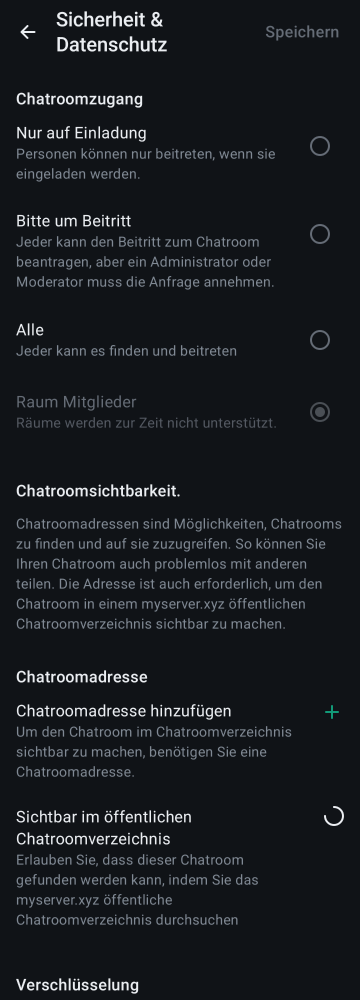 Sicherheit &
Datenschutz
Speichern
Chatroomzugang
Nur auf Einladung
Personen können nur beitreten, wenn sie
eingeladen werden.
Bitte um Beitritt
Jeder kann den Beitritt zum Chatroom
beantragen, aber ein Administrator oder
Moderator muss die Anfrage annehmen.
Alle
Jeder kann es finden und beitreten
Raum Mitglieder
Räume werden zur Zeit nicht unterstützt.
Chatroomsichtbarkeit.
Chatroomadressen sind Möglichkeiten, Chatrooms
zu finden und auf sie zuzugreifen. So können Sie
Ihren Chatroom auch problemlos mit anderen
teilen. Die Adresse ist auch erforderlich, um den
Chatroom in einem myserver.xyz öffentlichen
Chatroomverzeichnis sichtbar zu machen.
Chatroomadresse
Chatroomadresse hinzufügen
Um den Chatroom im Chatroomverzeichnis
sichtbar zu machen, benötigen Sie eine
Chatroomadresse.
Sichtbar im öffentlichen
Chatroomverzeichnis
Erlauben Sie, dass dieser Chatroom
gefunden werden kann, indem Sie das
myserver.xyz öffentliche
Chatroomverzeichnis durchsuchen
Verschlüsselung